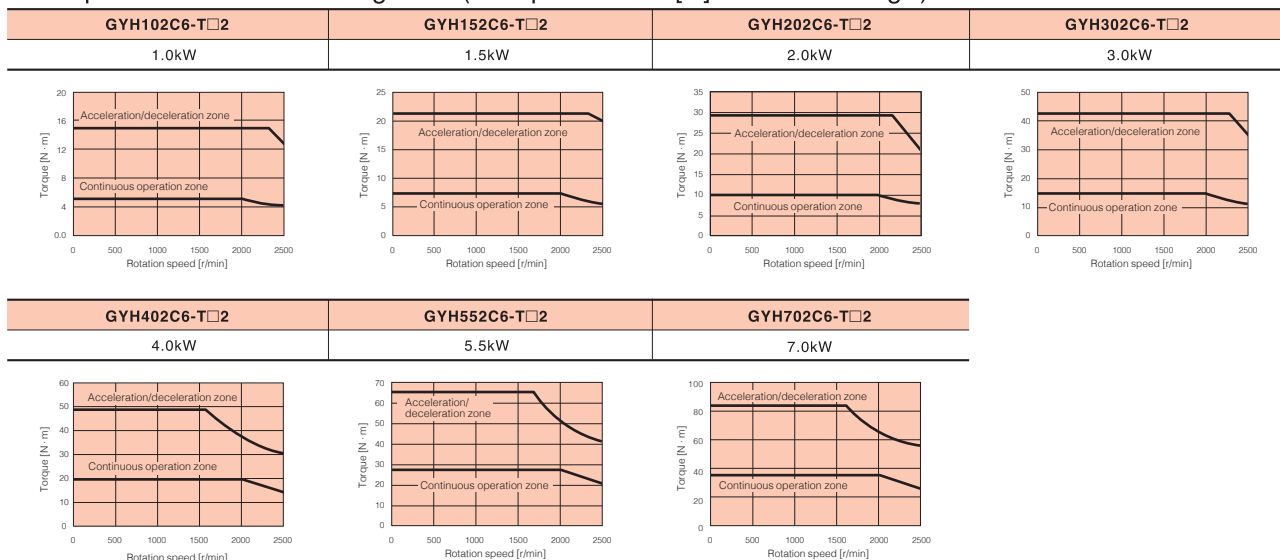 GYH102C6-T□2 GYH152C6-T□2 GYH202C6-T□2 GYH302C6-T□2
1.0kW 1.5kW 2.0kW 3.0kW
20
16
12
8
4
0.0
Torque [N · m]
Acceleration/deceleration zone
Continuous operation zone
0 500 1000 1500 2000 2500
Rotation speed [r/min]
25
20
15
10
5
0
Torque [N · m]
Acceleration/deceleration zone
Continuous operation zone
0 500 1000 1500 2000 2500
Rotation speed [r/min]
35
30
25
20
15
10
5
0
Torque [N · m]
Acceleration/deceleration zone
Continuous operation zone
0 500 1000 1500 2000 2500
Rotation speed [r/min]
50
40
30
20
10
0
Torque [N · m]
Acceleration/deceleration zone
Continuous operation zone
0 500 1000 1500 2000 2500
Rotation speed [r/min]
GYH402C6-T□2 GYH552C6-T□2 GYH702C6-T□2
4.0kW 5.5kW 7.0kW
60
50
40
30
20
10
0
Torque [N · m]
Acceleration/deceleration zone
Continuous operation zone
0 500 1000 1500 2000 2500
Rotation speed [r/min]
70
60
50
40
30
20
10
0
Torque [N · m]
Acceleration/
deceleration zone
Continuous operation zone
0 500 1000 1500 2000 2500
Rotation speed [r/min]
100
80
60
40
20
0
Torque [N · m]
Acceleration/deceleration zone
Continuous operation zone
0 500 1000 1500 2000 2500
Rotation speed [r/min]